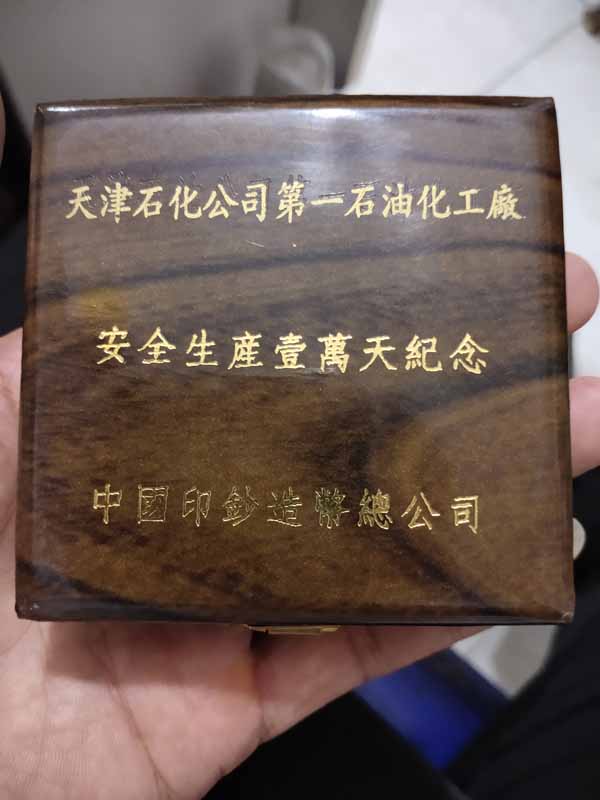 天津石化公司第一石油化工廠
安全生産壹萬天紀念
中國印鈔造幣總公司